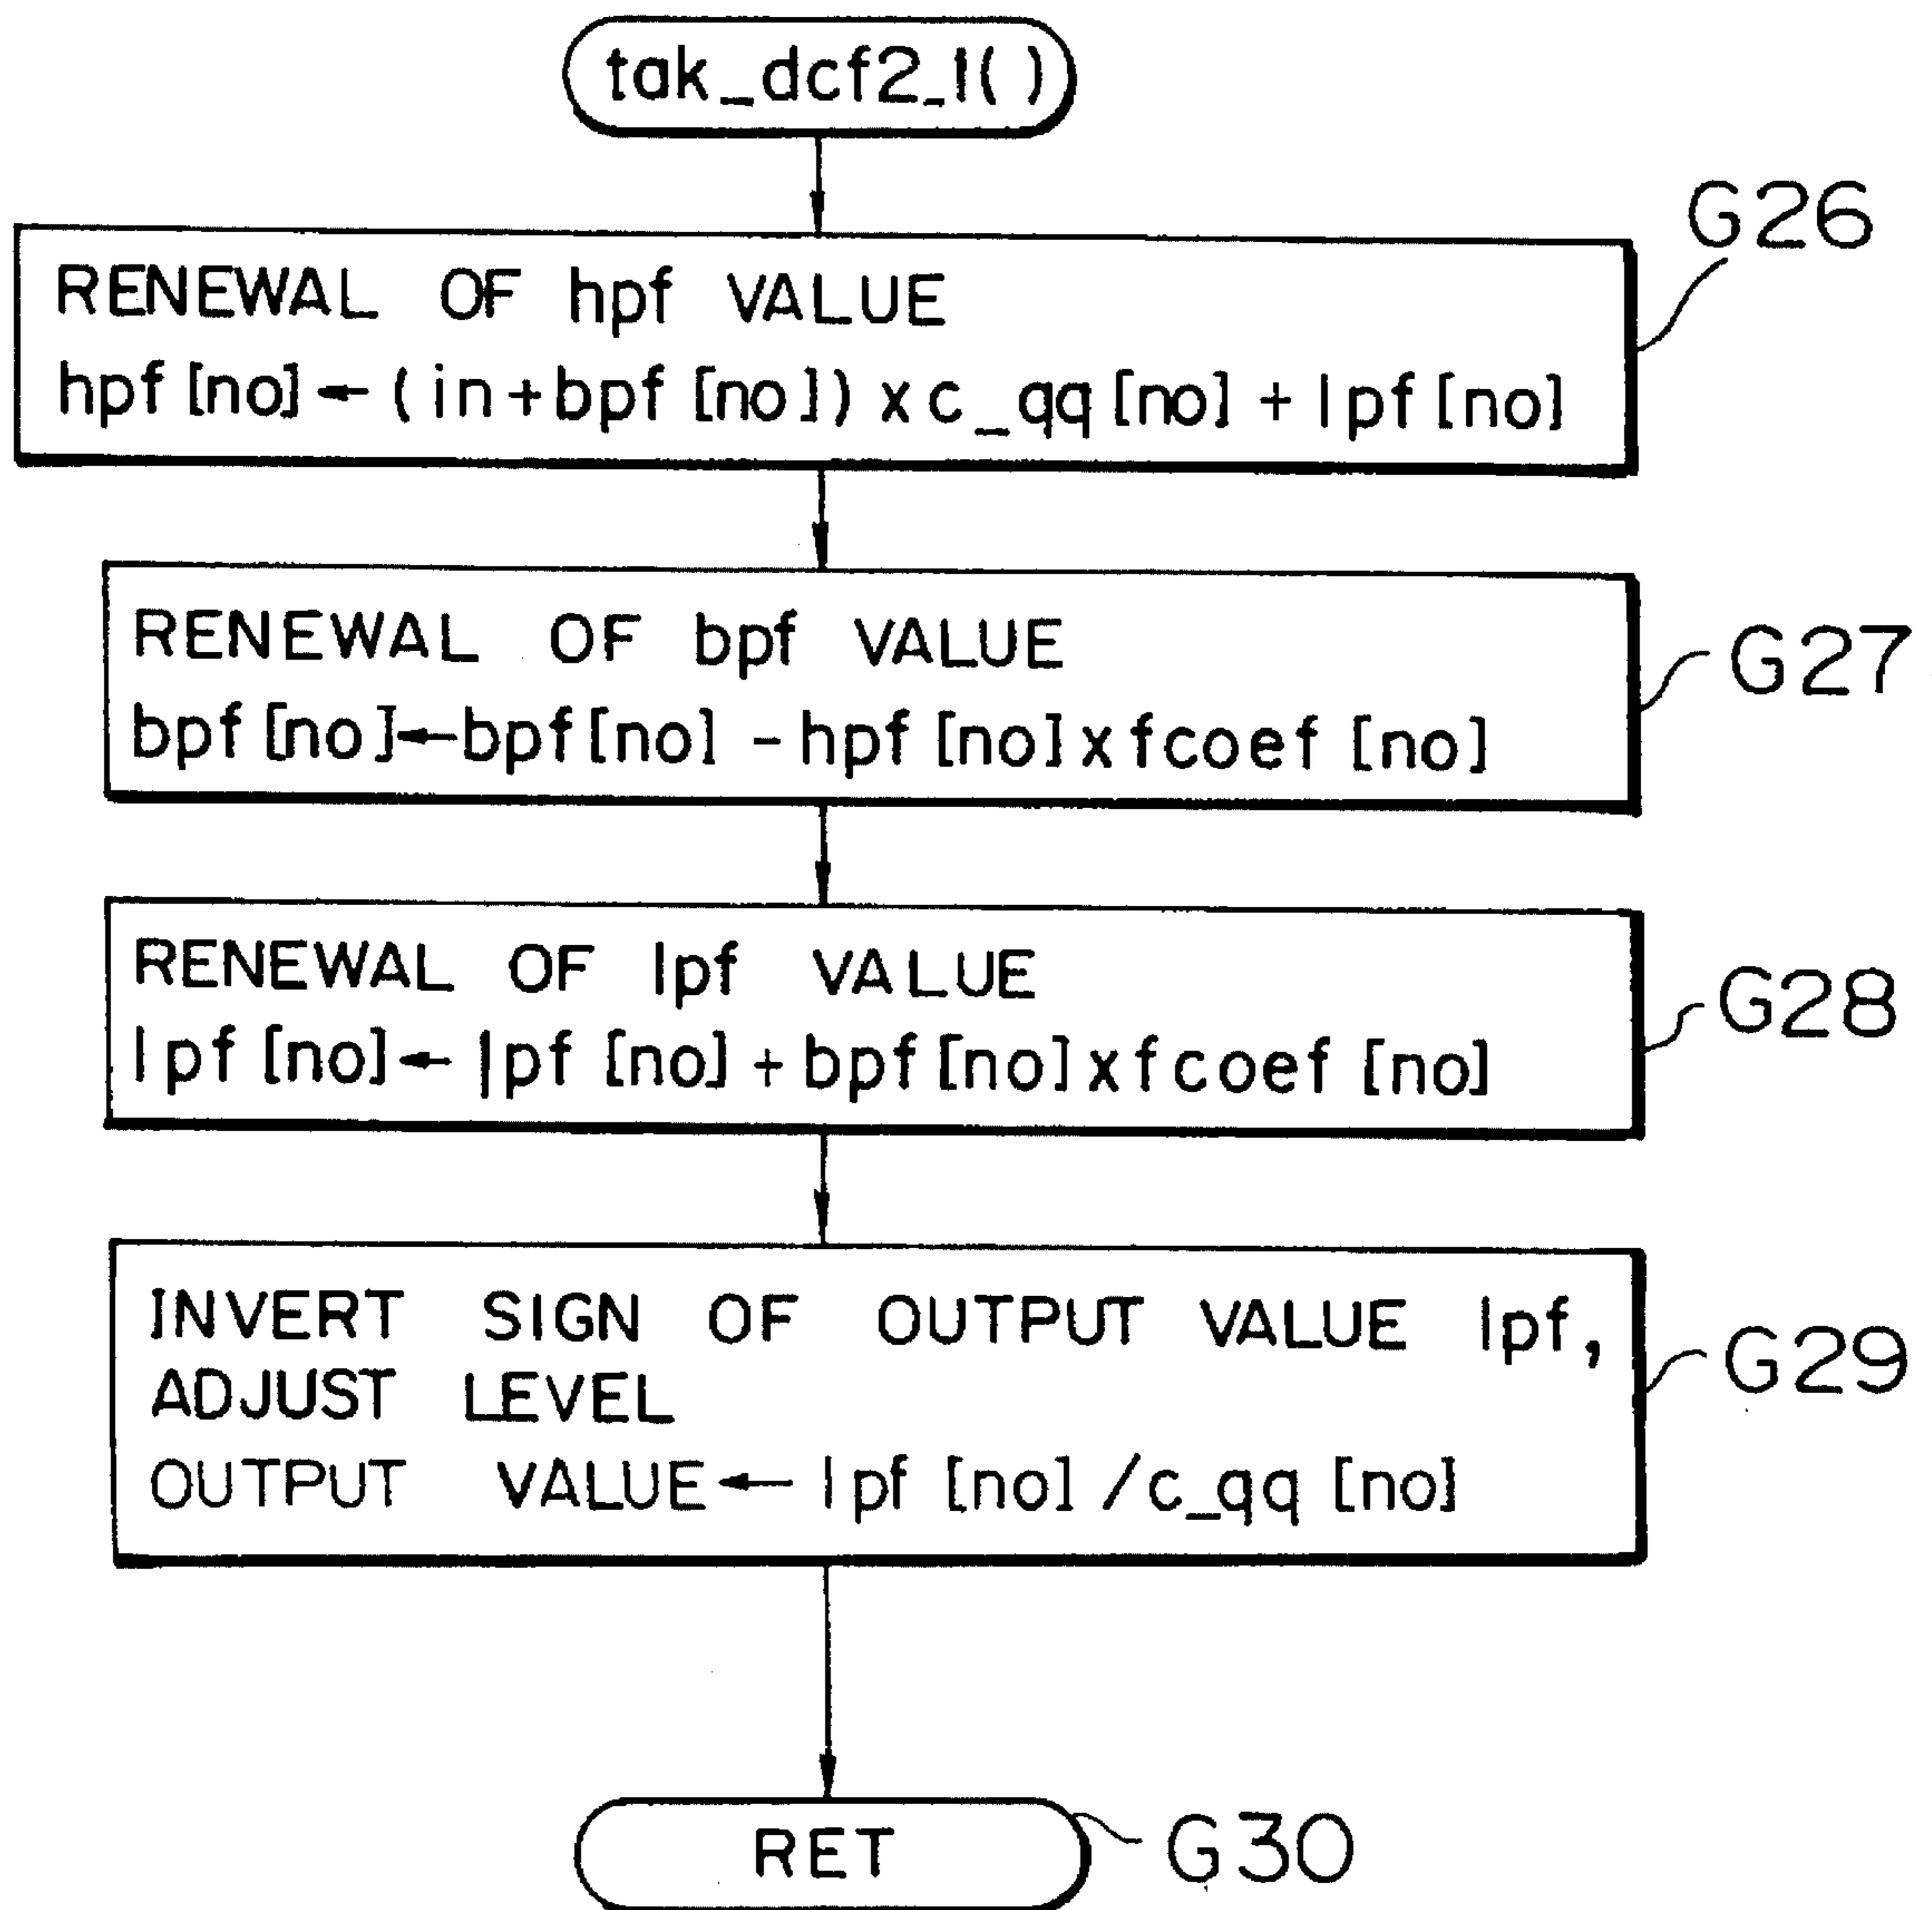 tak_dcf2_1()
G26
RENEWAL OF hpf VALUE
hpf [no] ← (in+bpf [no]) x c_qq [no] + lpf [no]
RENEWAL OF bpf VALUE
bpf [no] ← bpf [no] - hpf [no] x fcoef [no]
G27
RENEWAL OF lpf VALUE
lpf [no] ← lpf [no] + bpf [no] x fcoef [no]
G28
INVERT SIGN OF OUTPUT VALUE lpf,
ADJUST LEVEL
OUTPUT VALUE ← lpf [no] / c_qq [no]
G29
RET
G30